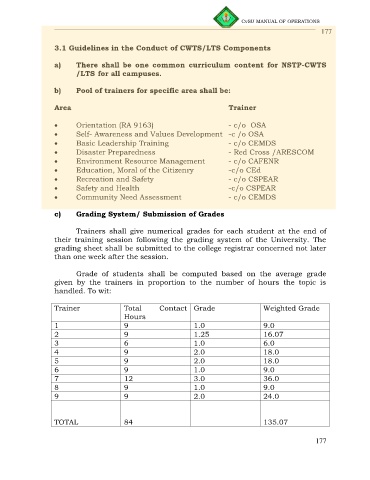 CvSU MANUAL OF OPERATIONS
177
3.1 Guidelines in the Conduct of CWTS/LTS Components
a) There shall be one common curriculum content for NSTP-CWTS
/LTS for all campuses.
b) Pool of trainers for specific area shall be:
Area Trainer
• Orientation (RA 9163) - c/o OSA
• Self- Awareness and Values Development -c /o OSA
• Basic Leadership Training - c/o CEMDS
• Disaster Preparedness - Red Cross /ARESCOM
• Environment Resource Management - c/o CAFENR
• Education, Moral of the Citizenry -c/o CEd
• Recreation and Safety - c/o CSPEAR
• Safety and Health -c/o CSPEAR
• Community Need Assessment - c/o CEMDS
c) Grading System/ Submission of Grades
Trainers shall give numerical grades for each student at the end of
their training session following the grading system of the University. The
grading sheet shall be submitted to the college registrar concerned not later
than one week after the session.
Grade of students shall be computed based on the average grade
given by the trainers in proportion to the number of hours the topic is
handled. To wit:
Trainer Total Contact Grade Weighted Grade
Hours
1 9 1.0 9.0
2 9 1.25 16.07
3 6 1.0 6.0
4 9 2.0 18.0
5 9 2.0 18.0
6 9 1.0 9.0
7 12 3.0 36.0
8 9 1.0 9.0
9 9 2.0 24.0
TOTAL 84 135.07
177